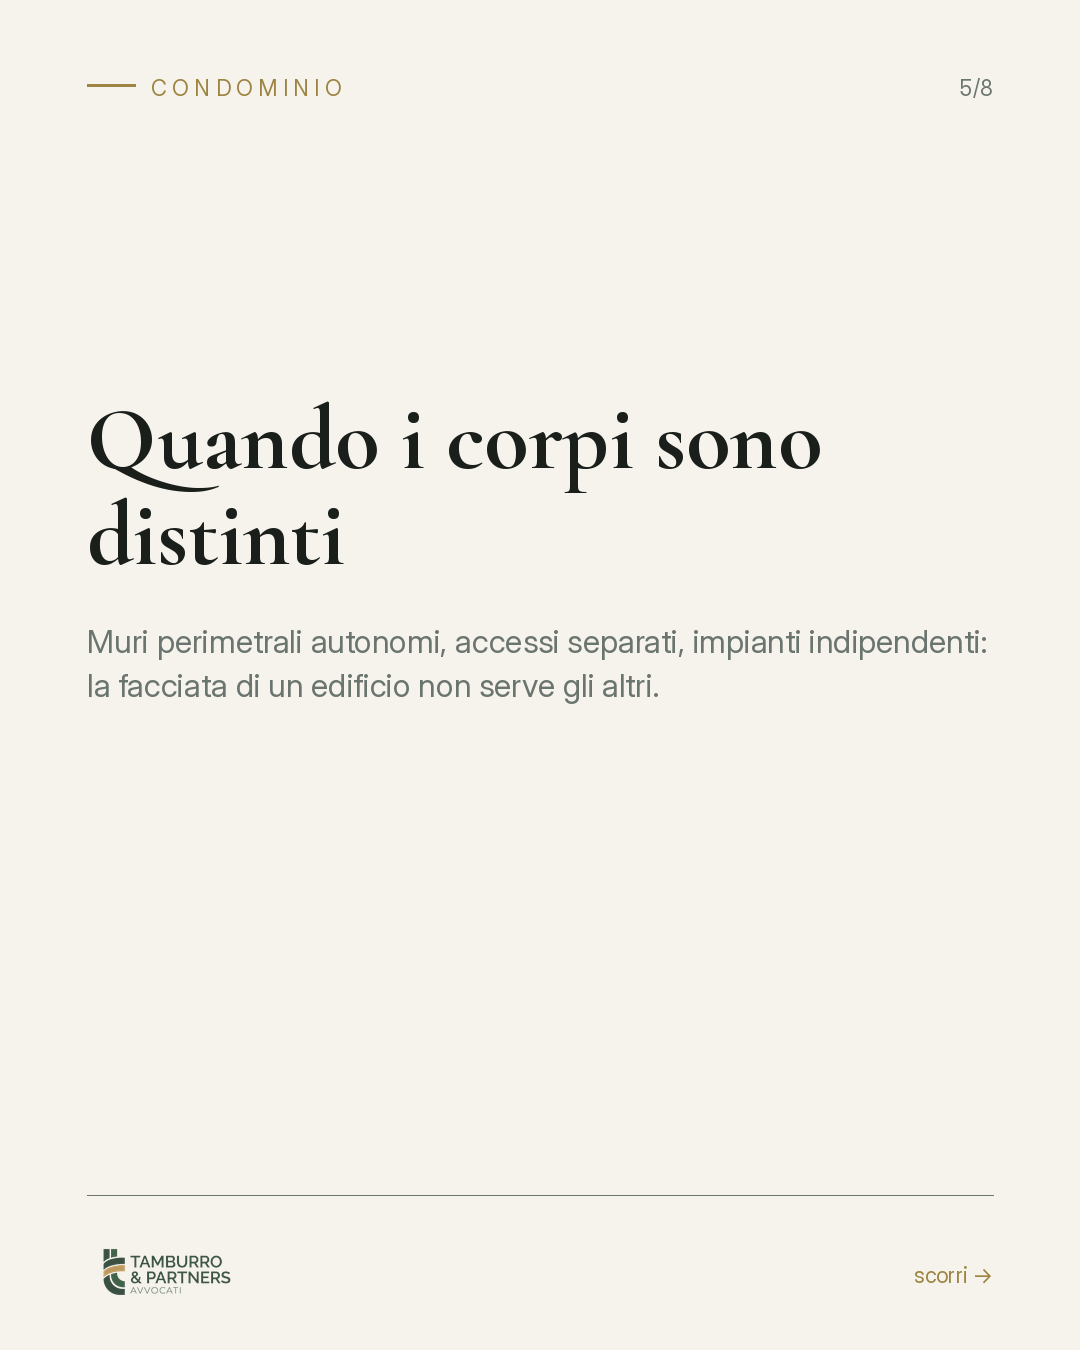 CONDOMINIO
5/8
Quando i corpi sono
distinti
Muri perimetrali autonomi, accessi separati, impianti indipendenti:
la facciata di un edificio non serve gli altri.
TAMBURRO
& PARTNERS
AVVOCATI
scorri →